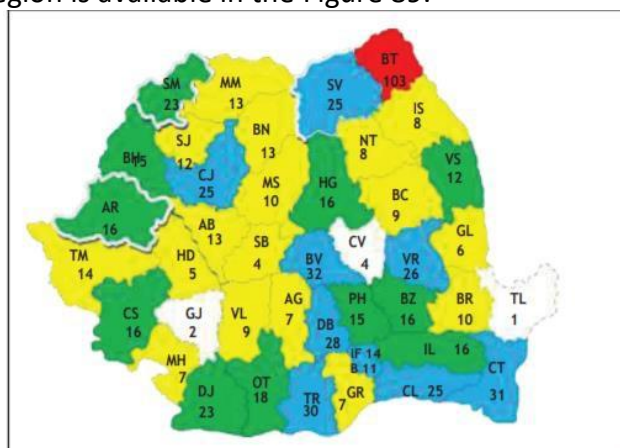 egion is available in the Figure 89.
BT
103
SM
23
MM
13
SV
25
IS
8
SJ
12
BN
13
NT
8
BH
15
CJ
25
VS
12
MS
10
HG
16
BC
9
AR
16
AB
13
SB
4
CV
4
GL
6
TM
14
HD
5
BV
32
VR
26
CS
16
GJ
2
VL
9
AG
7
PH
15
BZ
16
BR
10
TL
1
DB
28
IF 14
B 11
IL 16
MH
7
DJ
23
OT
18
TR
30
GR
7
CL 25
CT
31